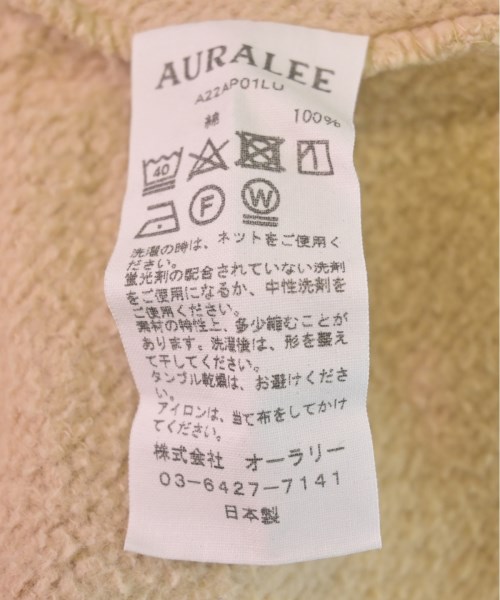 AURALEE
A22AP01LU
綿 100%
40
F W
洗濯の時は、ネットをご使用く
ださい。
蛍光剤の配合されていない洗剤
をご使用になるか、中性洗剤を
ご使用ください。
素材の特性上、多少縮むことが
あります。洗濯後は、形を整え
て干してください。
タンブル乾燥は、お避けくださ
い。
アイロンは、当て布をしてかけ
てください。
株式会社 オーラリー
03-6427-7141
日本製